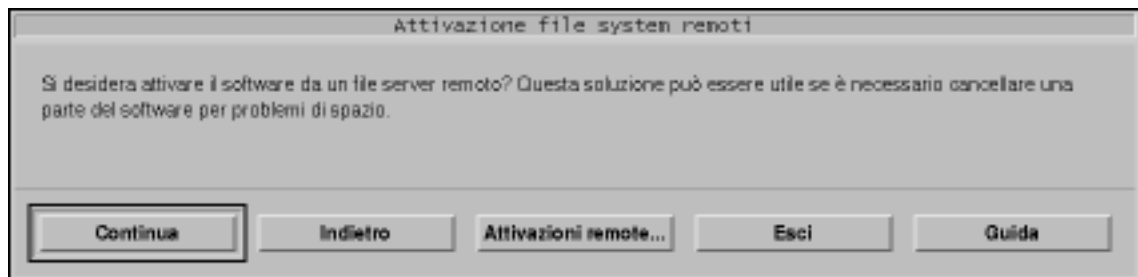 Attivazione file system remoti
Si desidera attivare il software da un file server remoto? Questa soluzione può essere utile se è necessario cancellare una
parte del software per problemi di spazio.
Continua Indietro Attivazioni remote... Esci Guida